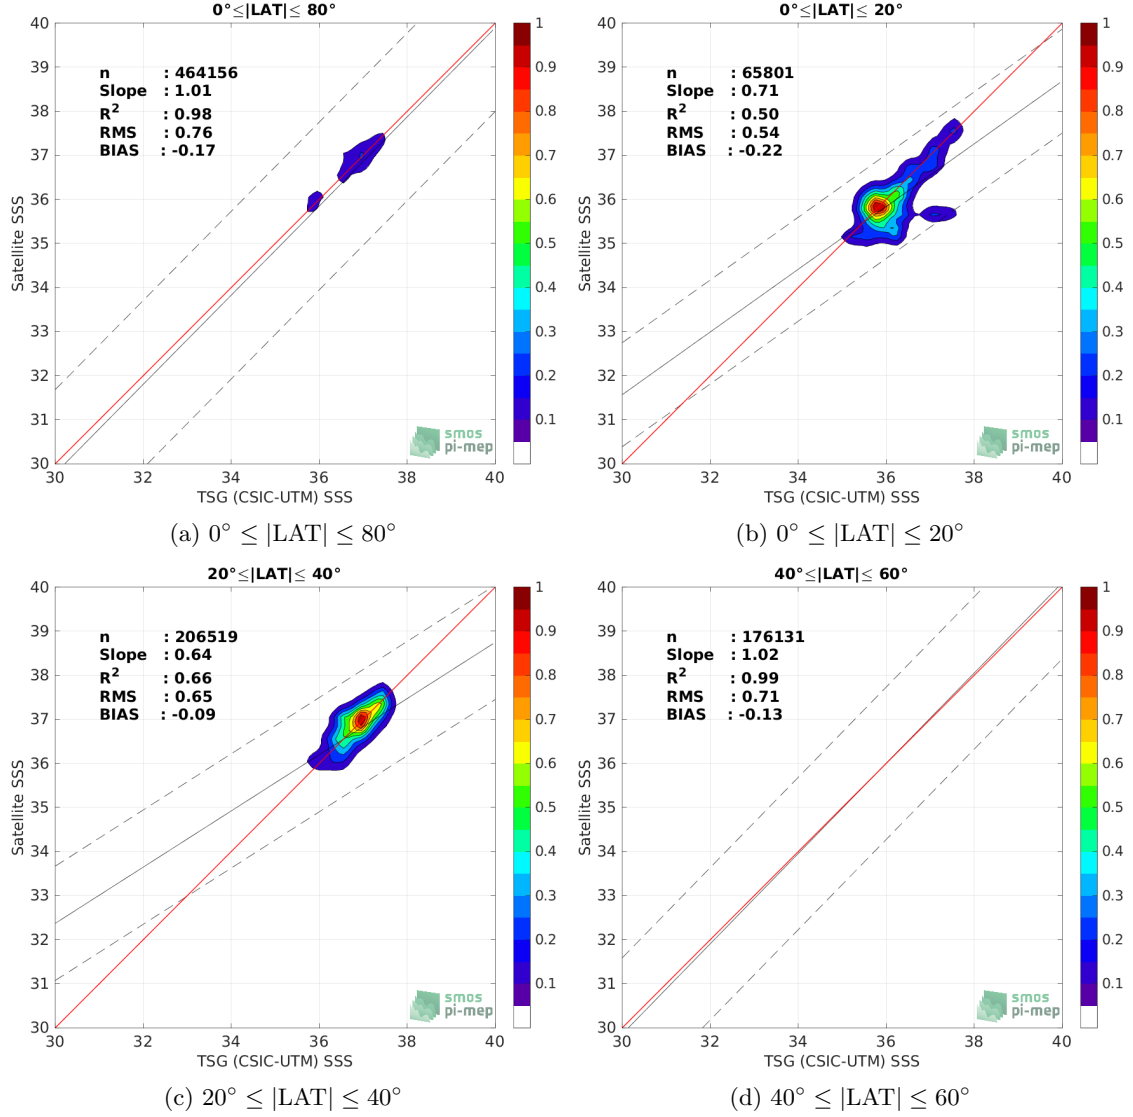 0°≤|LAT|≤ 80°
n : 464156
Slope : 1.01
R² : 0.98
RMS : 0.76
BIAS : -0.17
40
39
38
37
36
35
34
33
32
31
30
30 32 34 36 38 40
Satellite SSS
TSG (CSIC-UTM) SSS
smos
pi-mep
1
0.9
0.8
0.7
0.6
0.5
0.4
0.3
0.2
0.1
(a) 0° ≤ |LAT| ≤ 80°
0°≤|LAT|≤ 20°
n : 65801
Slope : 0.71
R² : 0.50
RMS : 0.54
BIAS : -0.22
40
39
38
37
36
35
34
33
32
31
30
30 32 34 36 38 40
Satellite SSS
TSG (CSIC-UTM) SSS
smos
pi-mep
1
0.9
0.8
0.7
0.6
0.5
0.4
0.3
0.2
0.1
(b) 0° ≤ |LAT| ≤ 20°
20°≤|LAT|≤ 40°
n : 206519
Slope : 0.64
R² : 0.66
RMS : 0.65
BIAS : -0.09
40
39
38
37
36
35
34
33
32
31
30
30 32 34 36 38 40
Satellite SSS
TSG (CSIC-UTM) SSS
smos
pi-mep
1
0.9
0.8
0.7
0.6
0.5
0.4
0.3
0.2
0.1
(c) 20° ≤ |LAT| ≤ 40°
40°≤|LAT|≤ 60°
n : 176131
Slope : 1.02
R² : 0.99
RMS : 0.71
BIAS : -0.13
40
39
38
37
36
35
34
33
32
31
30
30 32 34 36 38 40
Satellite SSS
TSG (CSIC-UTM) SSS
smos
pi-mep
1
0.9
0.8
0.7
0.6
0.5
0.4
0.3
0.2
0.1
(d) 40° ≤ |LAT| ≤ 60°